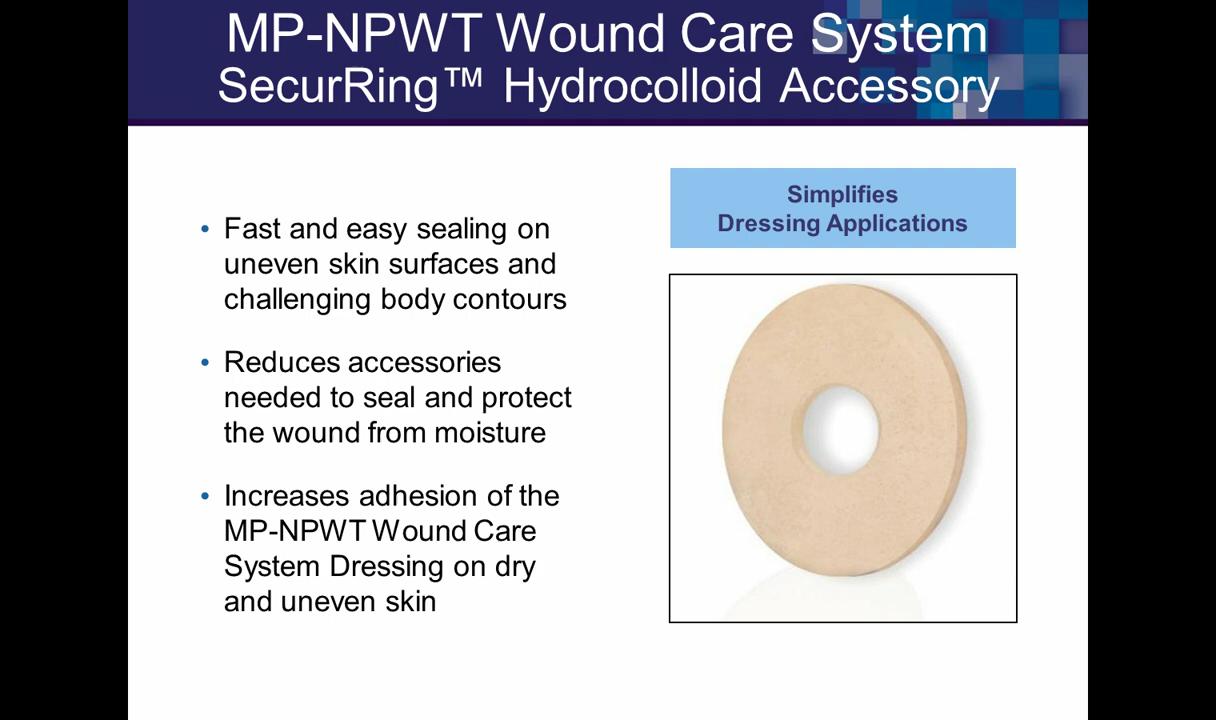 MP-NPWT Wound Care System
SecurRing™ Hydrocolloid Accessory
Simplifies
Dressing Applications
• Fast and easy sealing on
uneven skin surfaces and
challenging body contours
• Reduces accessories
needed to seal and protect
the wound from moisture
• Increases adhesion of the
MP-NPWT Wound Care
System Dressing on dry
and uneven skin